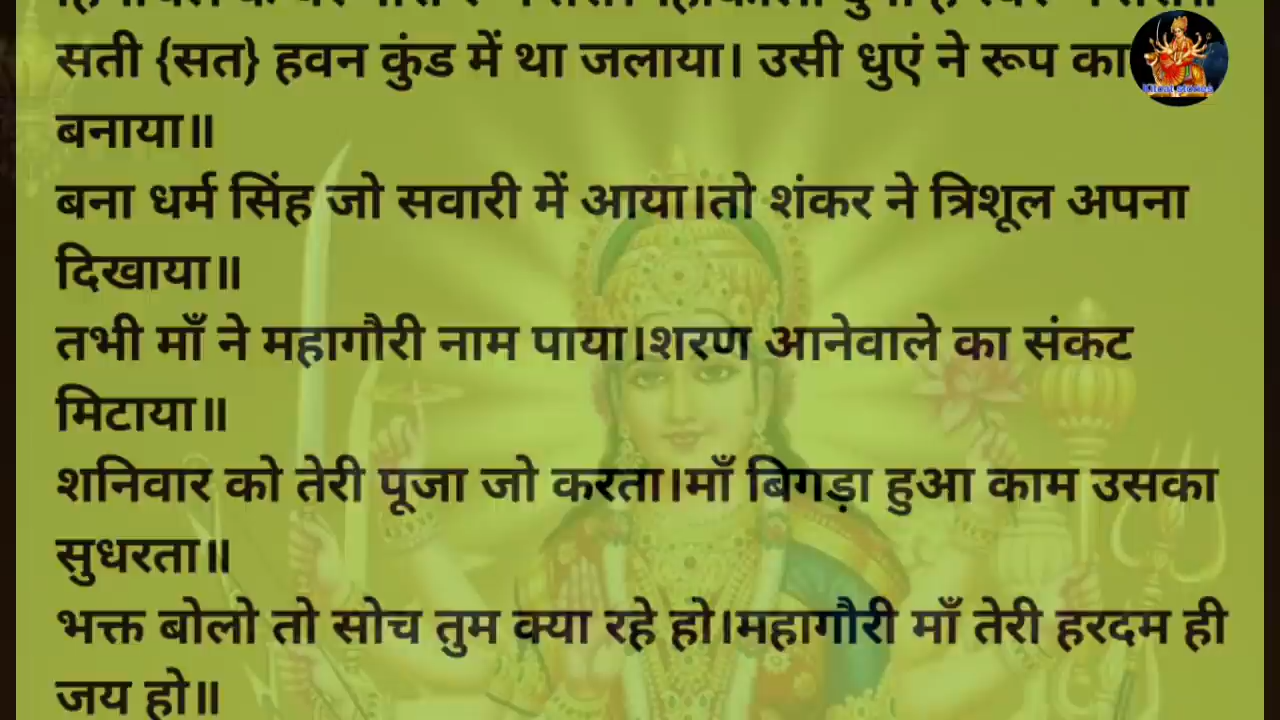 सती {सत} हवन कुंड में था जलाया। उसी धुएं ने रूप का
बनाया॥
बना धर्म सिंह जो सवारी में आया।तो शंकर ने त्रिशूल अपना
दिखाया॥
तभी माँ ने महागौरी नाम पाया।शरण आनेवाले का संकट
मिटाया॥
शनिवार को तेरी पूजा जो करता।माँ बिगड़ा हुआ काम उसका
सुधरता॥
भक्त बोलो तो सोच तुम क्या रहे हो।महागौरी माँ तेरी हरदम ही
जय हो॥